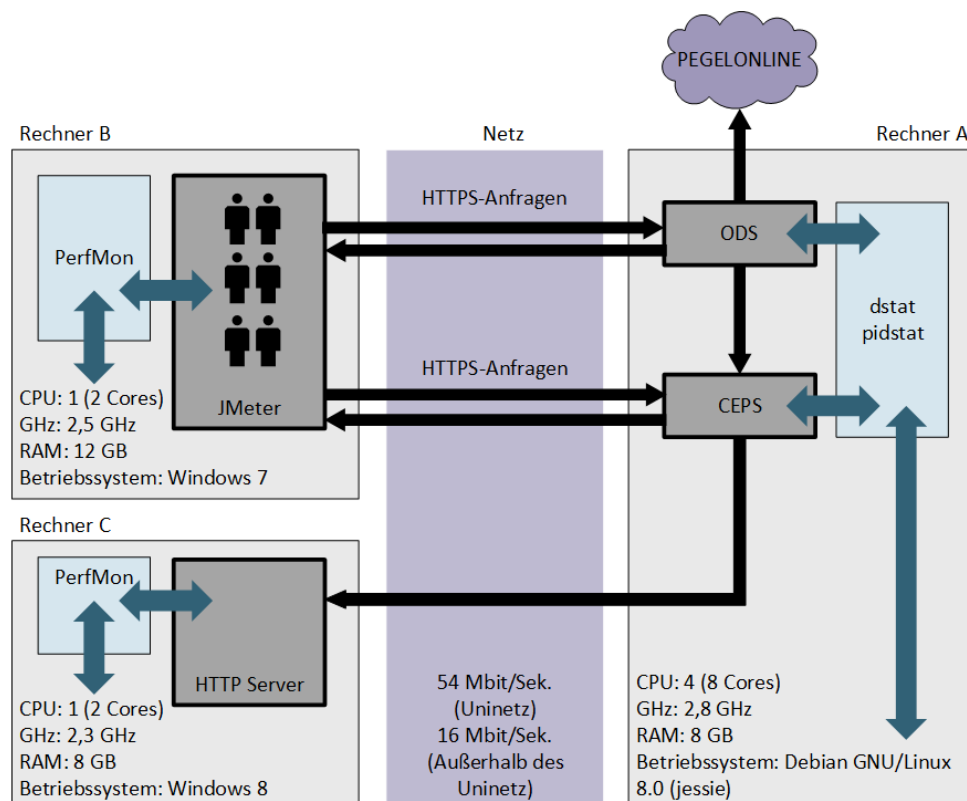 PEGELONLINE
Rechner B
Netz
Rechner A
HTTPS-Anfragen
ODS
PerfMon
dstat
pidstat
HTTPS-Anfragen
CEPS
JMeter
CPU: 1 (2 Cores)
GHz: 2,5 GHz
RAM: 12 GB
Betriebssystem: Windows 7
Rechner C
PerfMon
HTTP Server
CPU: 1 (2 Cores)
GHz: 2,3 GHz
RAM: 8 GB
Betriebssystem: Windows 8
54 Mbit/Sek.
(Uninetz)
16 Mbit/Sek.
(Außerhalb des
Uninetz)
CPU: 4 (8 Cores)
GHz: 2,8 GHz
RAM: 8 GB
Betriebssystem: Debian GNU/Linux
8.0 (jessie)